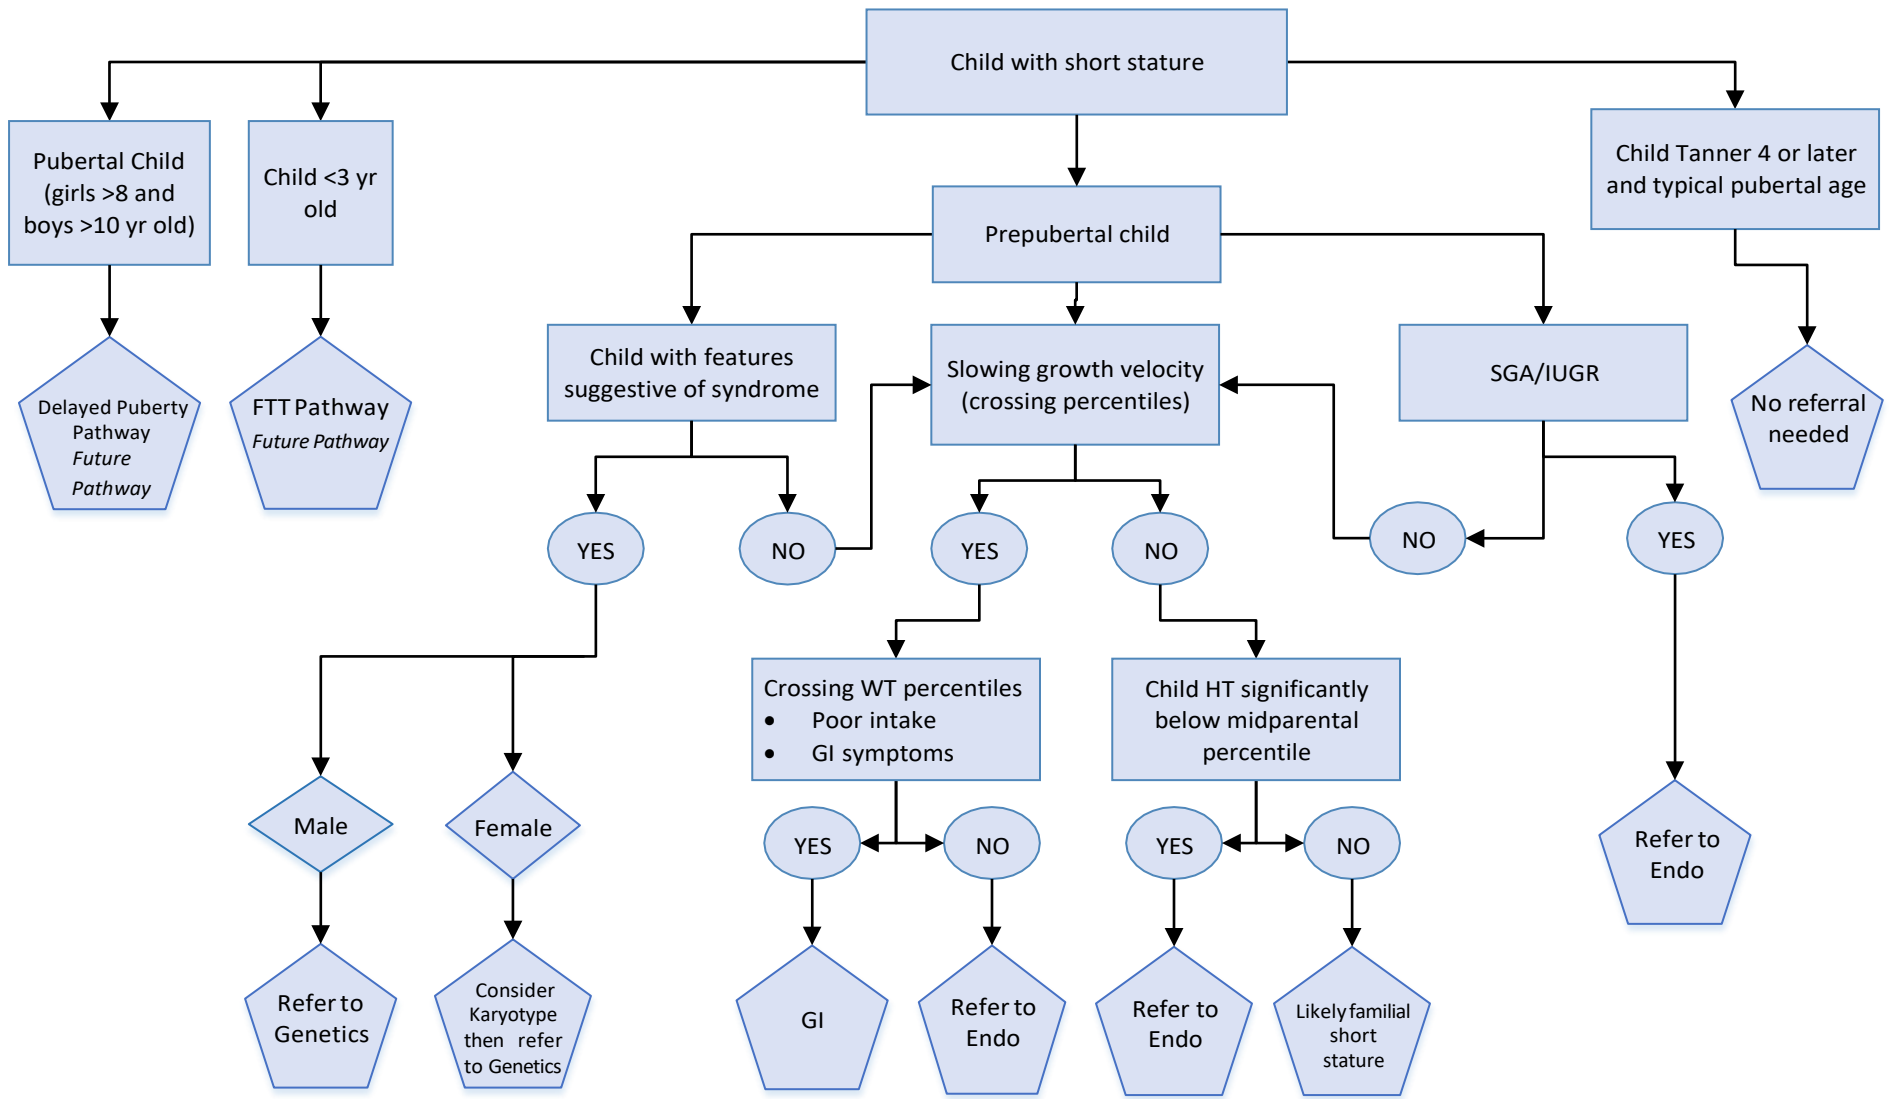 Child with short stature
Pubertal Child
(girls >8 and
boys >10 yr old)
Child <3 yr
old
Child Tanner 4 or later
and typical pubertal age
Prepubertal child
Child with features
suggestive of syndrome
Slowing growth velocity
(crossing percentiles)
SGA/IUGR
Delayed Puberty
Pathway
Future
Pathway
FTT Pathway
Future Pathway
No referral
needed
YES
NO
YES
NO
NO
YES
Crossing WT percentiles
• Poor intake
• GI symptoms
Child HT significantly
below midparental
percentile
Male
Female
YES
NO
YES
NO
Refer to
Endo
Refer to
Genetics
Consider
Karyotype
then refer
to Genetics
GI
Refer to
Endo
Refer to
Endo
Likely familial
short
stature